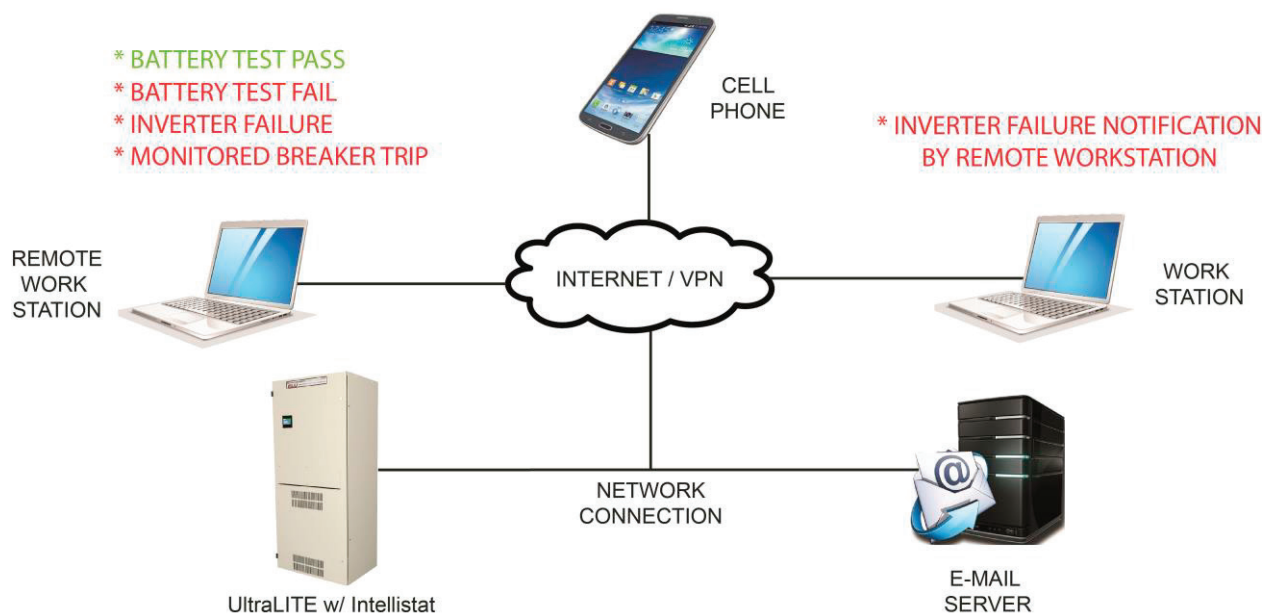 * BATTERY TEST PASS
* BATTERY TEST FAIL
* INVERTER FAILURE
* MONITORED BREAKER TRIP
CELL
PHONE
* INVERTER FAILURE NOTIFICATION
BY REMOTE WORKSTATION
REMOTE
WORK
STATION
INTERNET / VPN
WORK
STATION
NETWORK
CONNECTION
UltraLITE w/ Intellistat
E-MAIL
SERVER